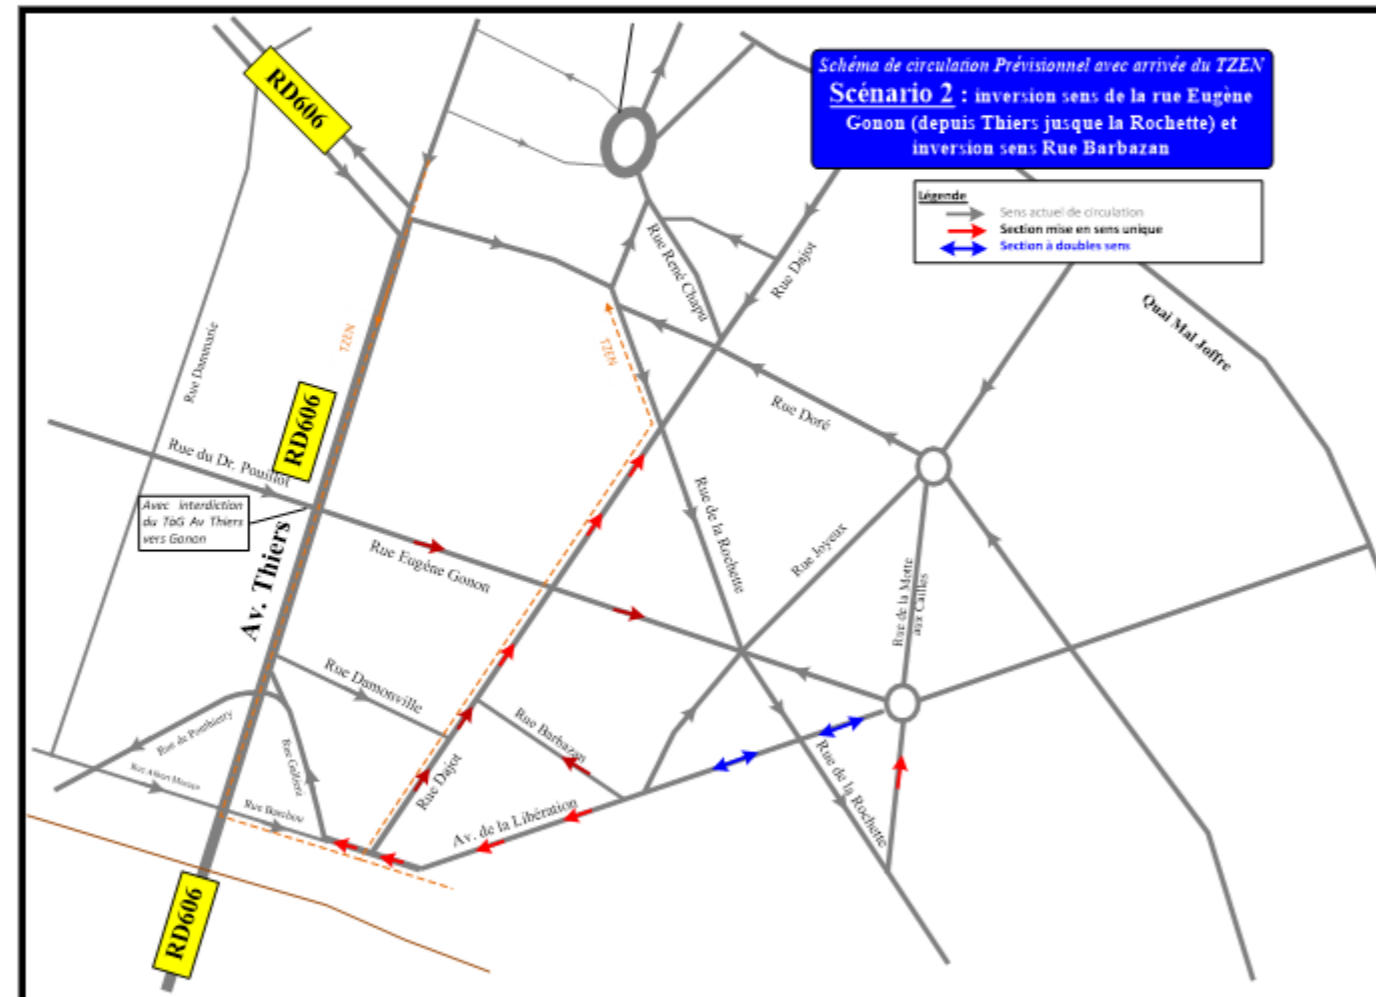 Schéma de circulation Prévisionnel avec arrivée du TZEN
Scénario 2 : inversion sens de la rue Eugène
Gonon (depuis Thiers jusque la Rochette) et
inversion sens Rue Barbazan
Légende
Sens actuel de circulation
Section mise en sens unique
Section à doubles sens
RD606
Rue René Chapu
Rue Dajot
Quai Mal Joffre
TZEN
TZEN
Rue Dammarie
RD606
Rue Doré
Rue du Dr. Pouillot
Avec interdiction
du TàG Av Thiers
vers Gonon
Av. Thiers
Rue Eugène Gonon
Rue de la Rochette
Rue Joyeux
Rue de la Motte
aux Cailles
Rue Damonville
Rue Barbazan
Rue de Ponthierry
Rue Dajot
Av. de la Libération
Rue de la Rochette
RD606